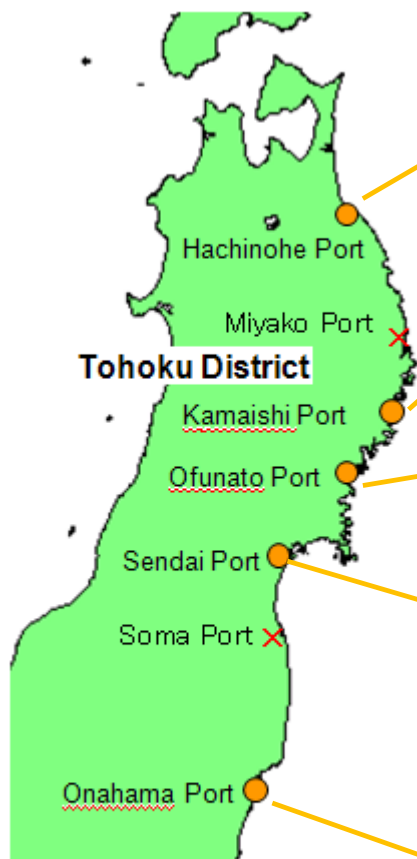 Hachinohe Port
Miyako Port
Tohoku District
Kamaishi Port
Ofunato Port
Sendai Port
Soma Port
Onahama Port